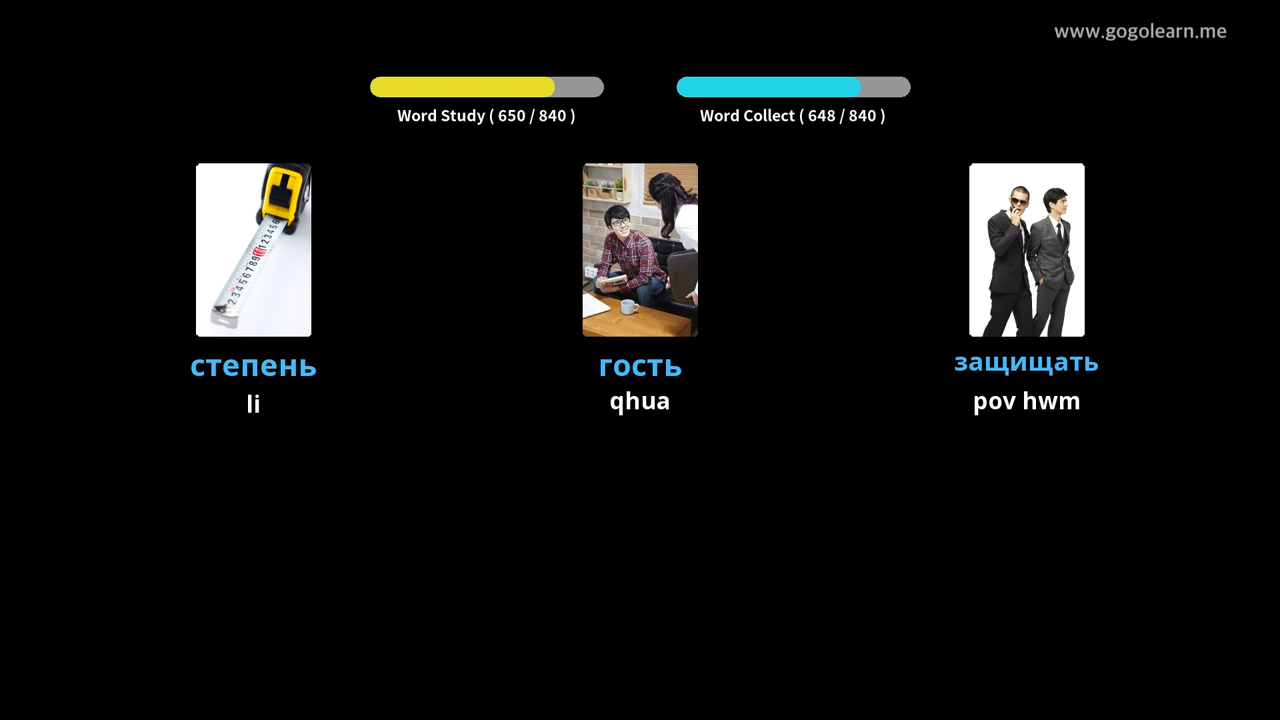 www.gogolearn.me
Word Study ( 650 / 840 )
Word Collect ( 648 / 840 )
степень
li
гость
qhua
защищать
pov hwm